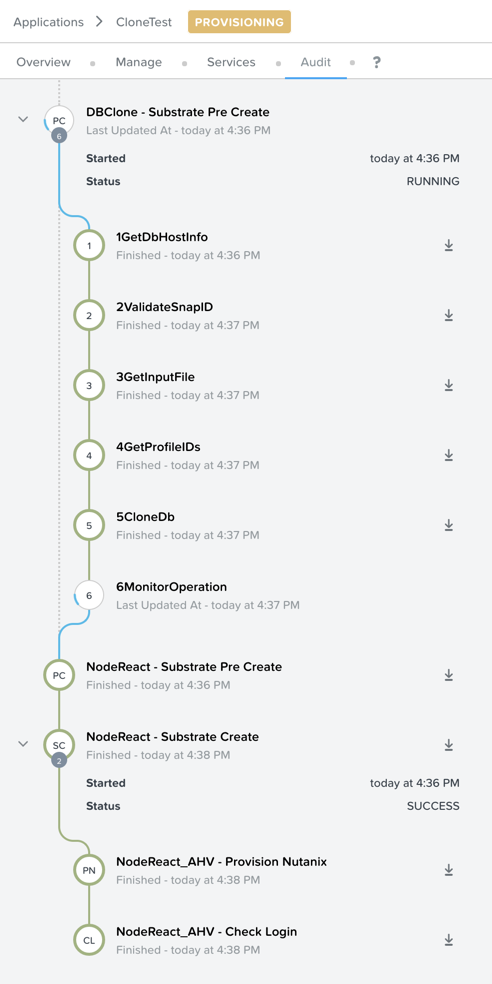 Applications > CloneTest PROVISIONING
Overview Manage Services Audit ?
PC
6
DBClone - Substrate Pre Create
Last Updated At - today at 4:36 PM
Started today at 4:36 PM
Status RUNNING
1 1GetDbHostInfo
Finished - today at 4:36 PM
2 2ValidateSnapID
Finished - today at 4:37 PM
3 3GetInputFile
Finished - today at 4:37 PM
4 4GetProfileIDs
Finished - today at 4:37 PM
5 5CloneDb
Finished - today at 4:37 PM
6 6MonitorOperation
Last Updated At - today at 4:37 PM
PC NodeReact - Substrate Pre Create
Finished - today at 4:36 PM
SC
2
NodeReact - Substrate Create
Finished - today at 4:38 PM
Started today at 4:36 PM
Status SUCCESS
PN NodeReact_AHV - Provision Nutanix
Finished - today at 4:38 PM
CL NodeReact_AHV - Check Login
Finished - today at 4:38 PM